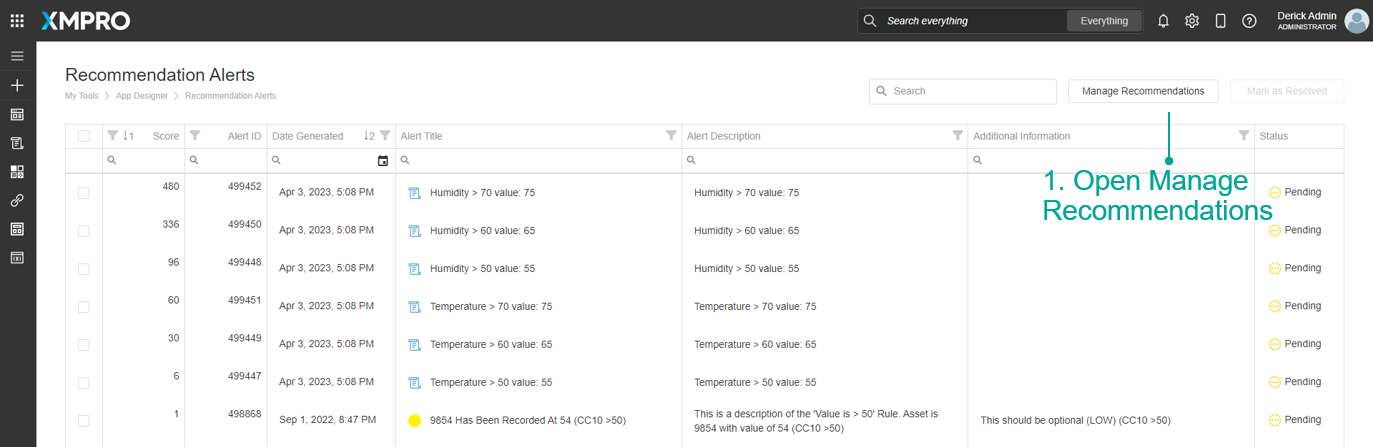 XMPRO
Search everything
Everything
Derick Admin
ADMINISTRATOR
Recommendation Alerts
My Tools > App Designer > Recommendation Alerts
Search
Manage Recommendations
Mark as Resolved
1 Score Alert ID Date Generated 2 Alert Title Alert Description Additional Information Status
480 499452 Apr 3, 2023, 5:08 PM Humidity > 70 value: 75 Humidity > 70 value: 75 Pending
1. Open Manage
Recommendations
336 499450 Apr 3, 2023, 5:08 PM Humidity > 60 value: 65 Humidity > 60 value: 65 Pending
96 499448 Apr 3, 2023, 5:08 PM Humidity > 50 value: 55 Humidity > 50 value: 55 Pending
60 499451 Apr 3, 2023, 5:08 PM Temperature > 70 value: 75 Temperature > 70 value: 75 Pending
30 499449 Apr 3, 2023, 5:08 PM Temperature > 60 value: 65 Temperature > 60 value: 65 Pending
6 499447 Apr 3, 2023, 5:08 PM Temperature > 50 value: 55 Temperature > 50 value: 55 Pending
1 498868 Sep 1, 2022, 8:47 PM 9854 Has Been Recorded At 54 (CC10 >50) This is a description of the 'Value is > 50' Rule. Asset is
9854 with value of 54 (CC10 >50) This should be optional (LOW) (CC10 >50) Pending